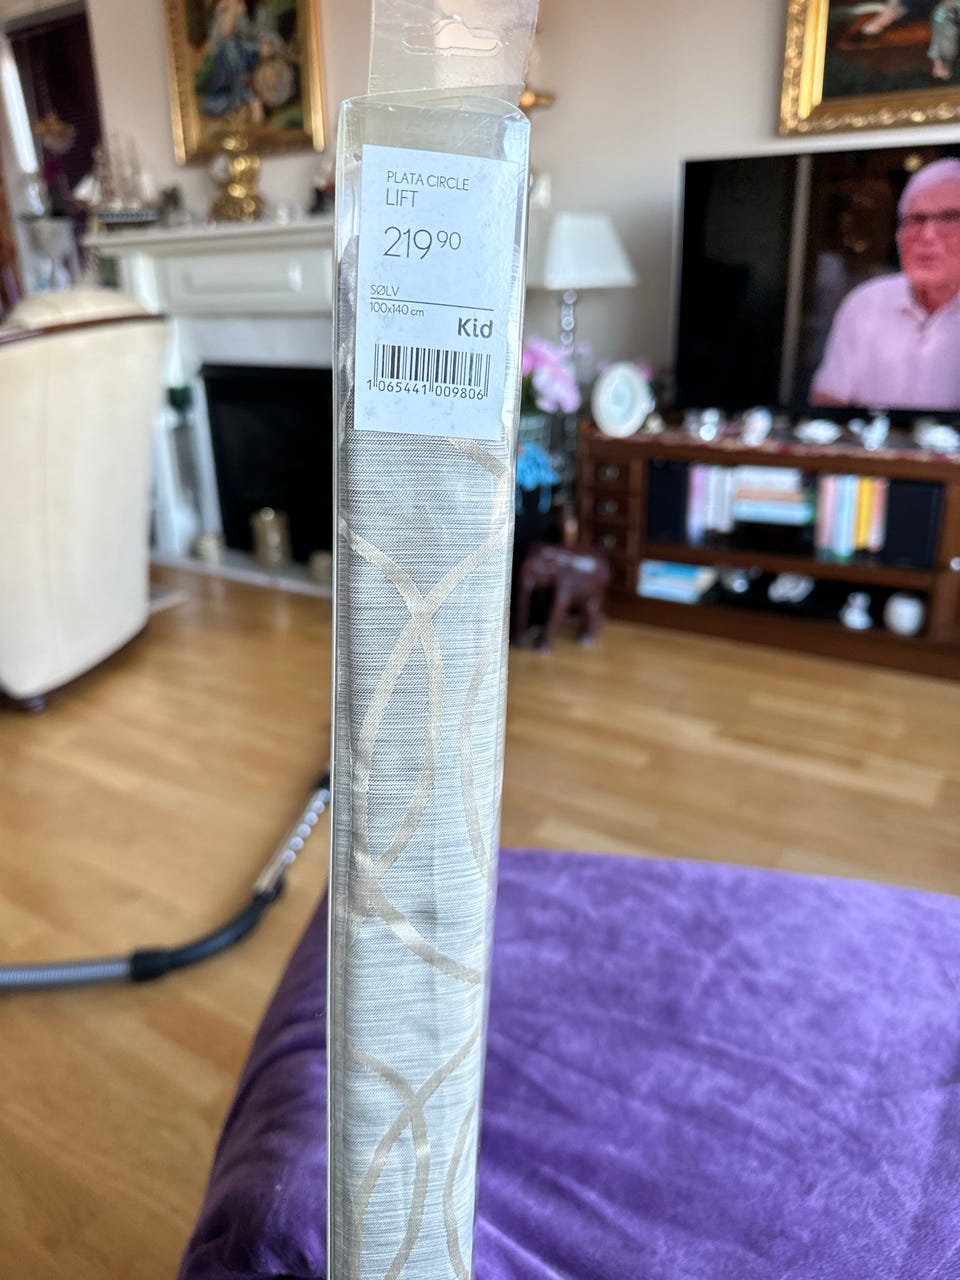 PLATA CIRCLE
LIFT
219 90
SØLV
100x140 cm
Kid
1 065441 009806